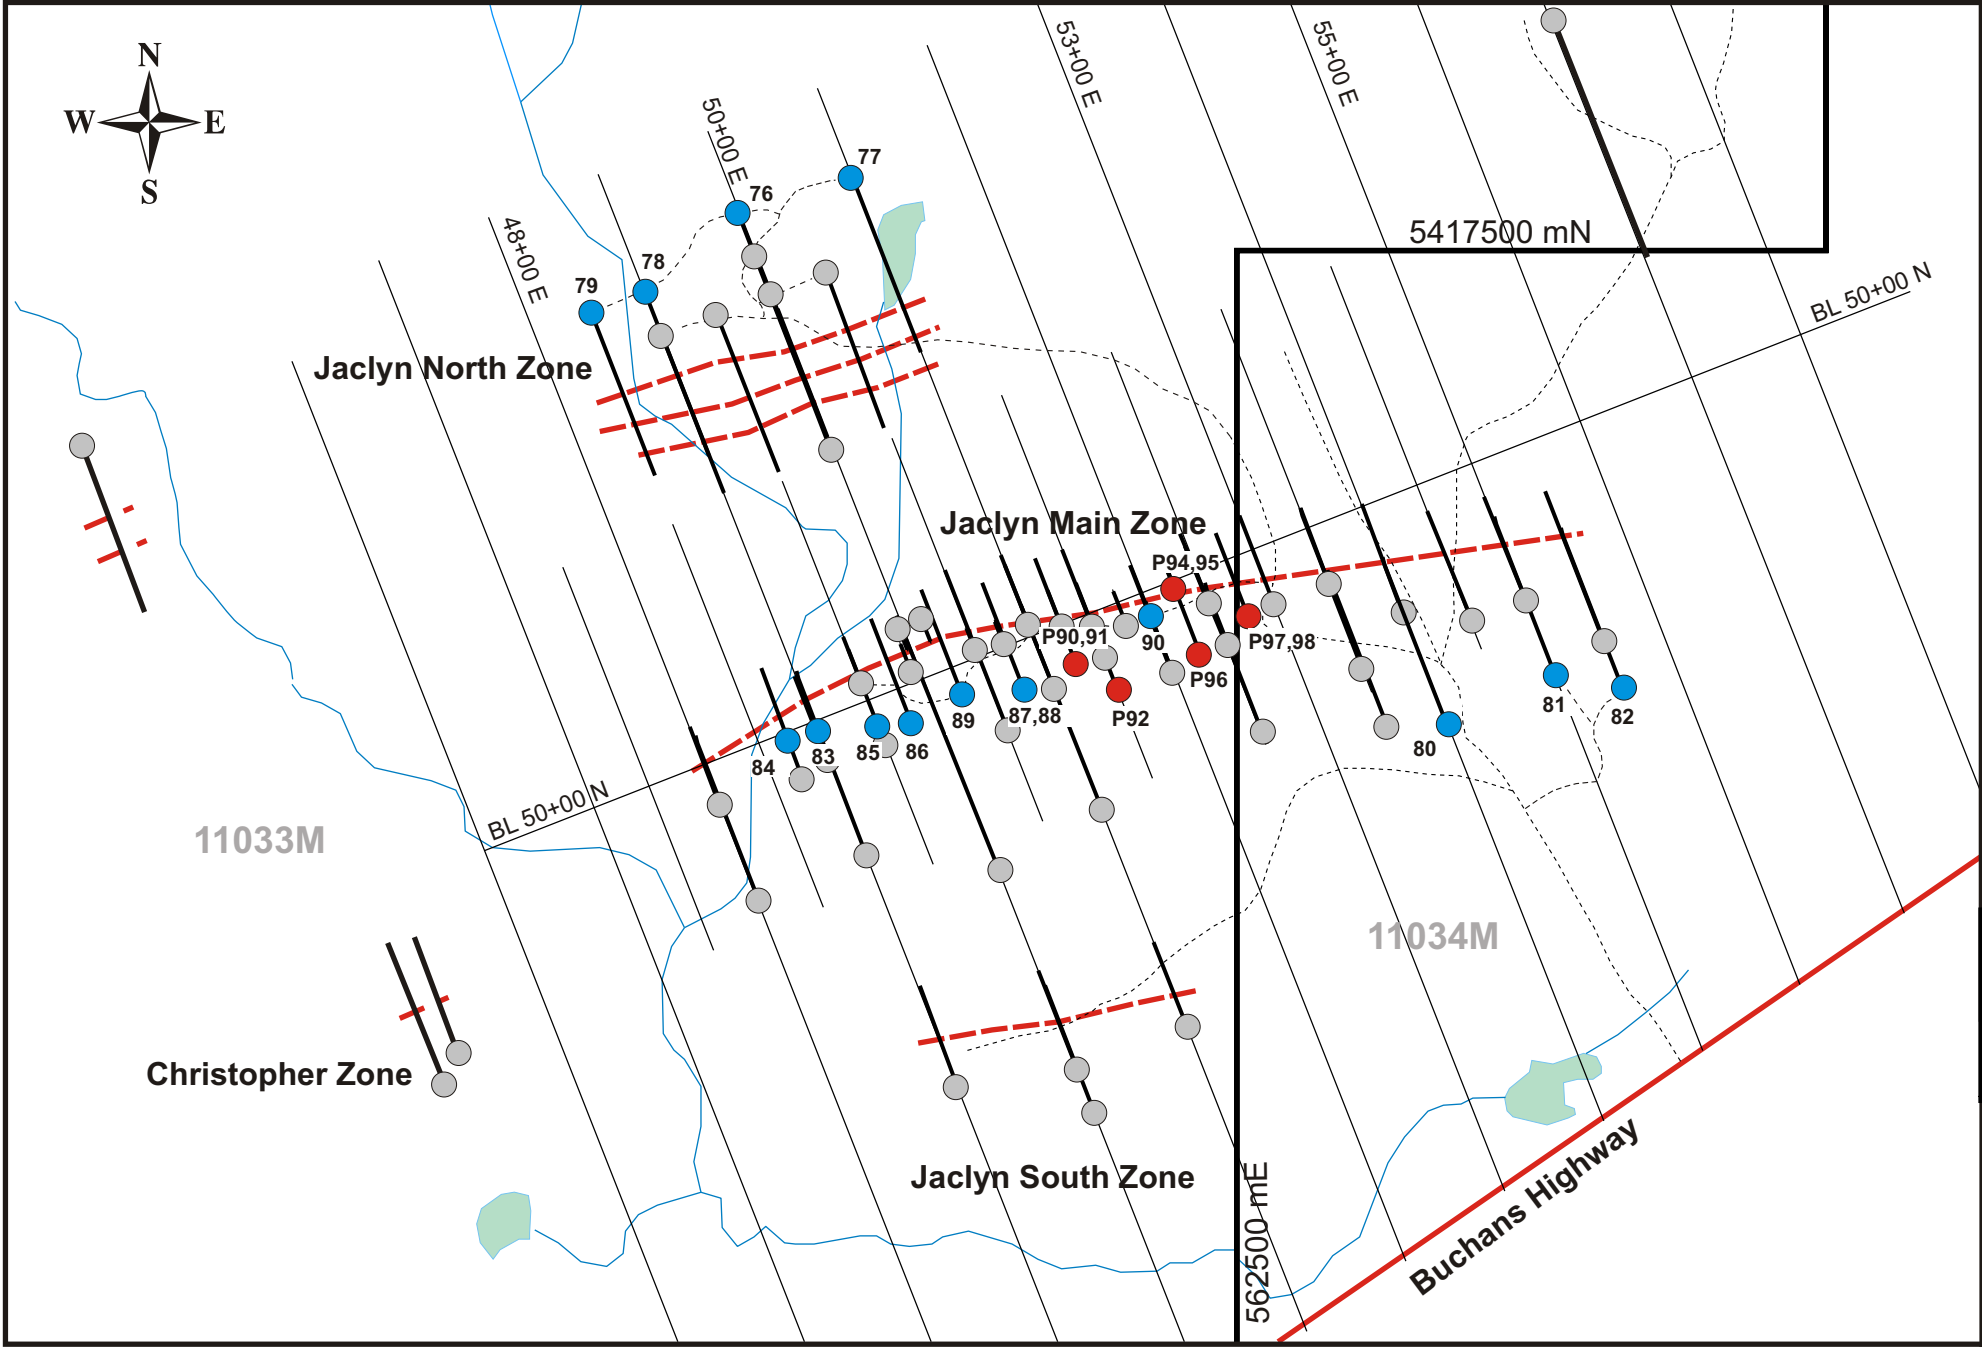 N
W
E
S
53+00 E
55+00 E
50+00 E
77
76
48+00 E
5417500 mN
78
79
BL 50+00 N
Jaclyn North Zone
Jaclyn Main Zone
P94,95
P90,91
90
P97,98
P96
89
87,88
P92
81
82
84
83
85
86
80
BL 50+00 N
11033M
11034M
Christopher Zone
Jaclyn South Zone
562500 mE
Buchans Highway